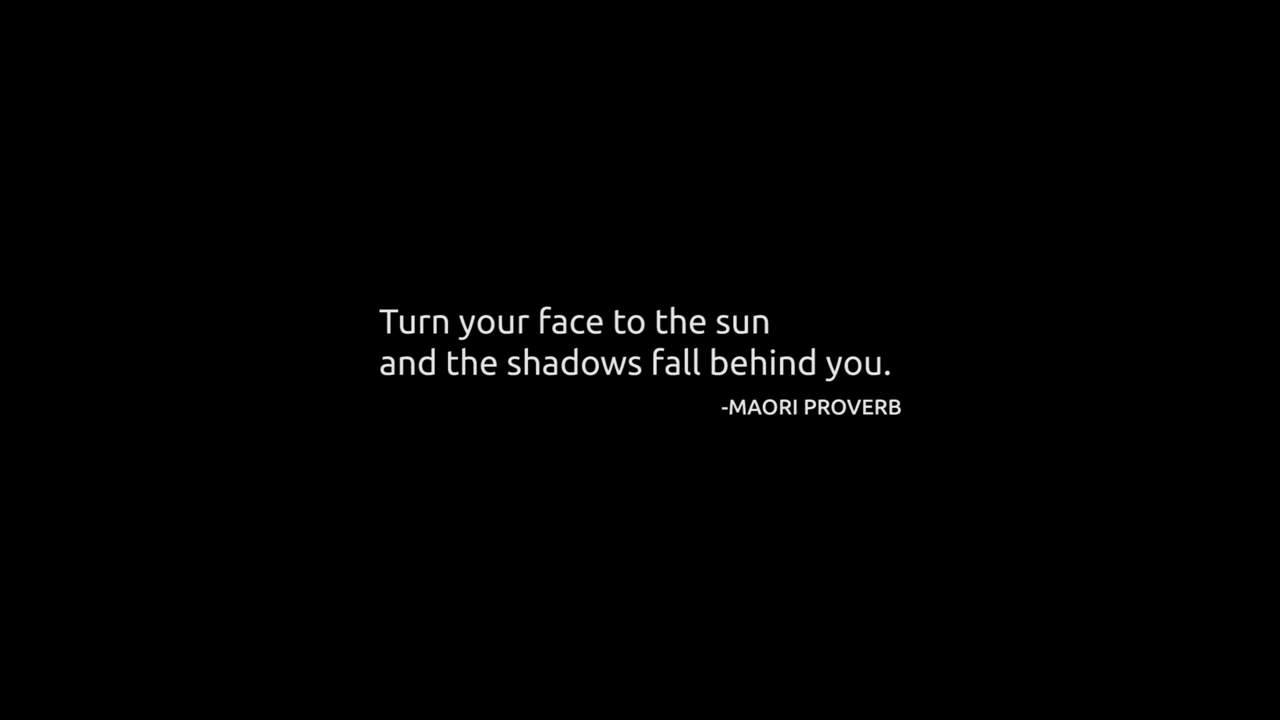 Turn your face to the sun
and the shadows fall behind you.
-MAORI PROVERB